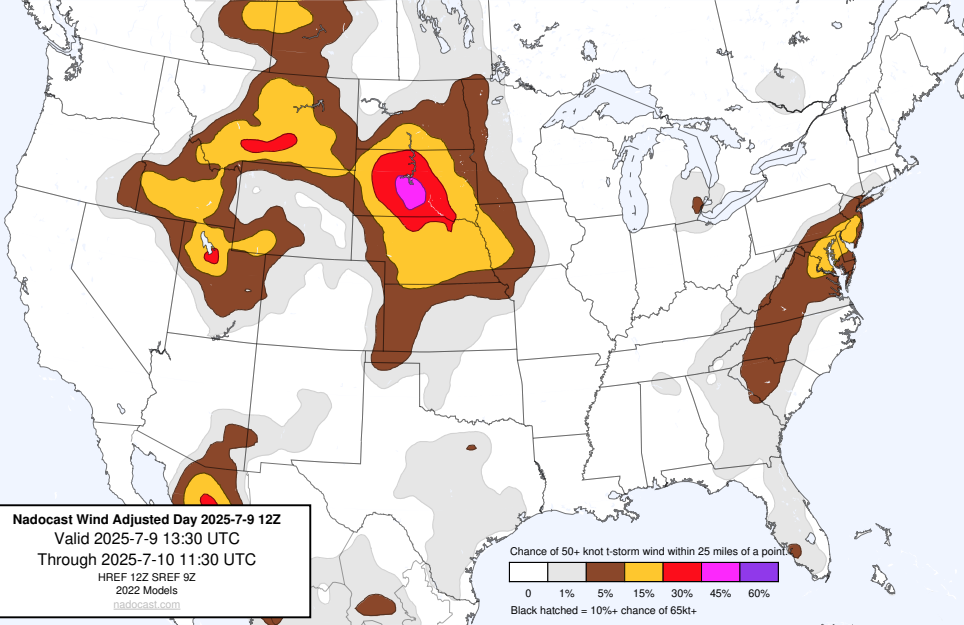 Nadocast Wind Adjusted Day 2025-7-9 12Z
Valid 2025-7-9 13:30 UTC
Through 2025-7-10 11:30 UTC
HREF 12Z SREF 9Z
2022 Models
nadocast.com
Chance of 50+ knot t-storm wind within 25 miles of a point.
0 1% 5% 15% 30% 45% 60%
Black hatched = 10%+ chance of 65kt+